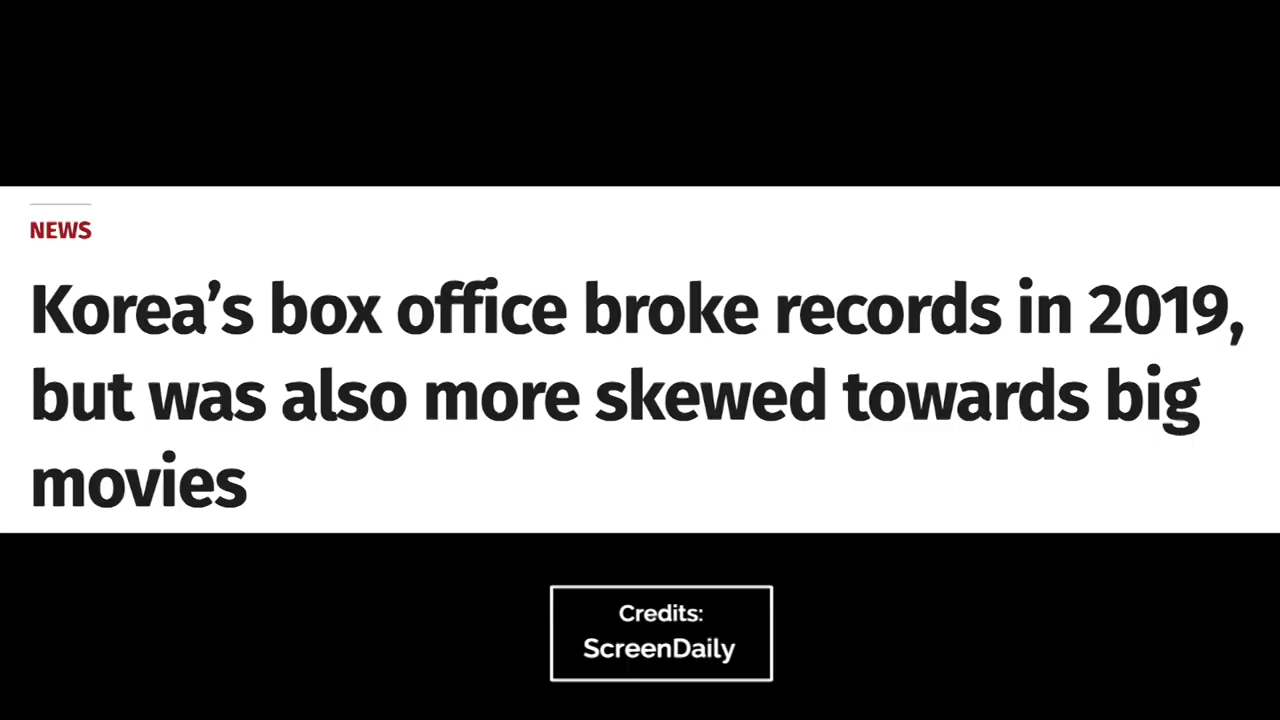 NEWS
Korea’s box office broke records in 2019,
but was also more skewed towards big
movies
Credits:
ScreenDaily